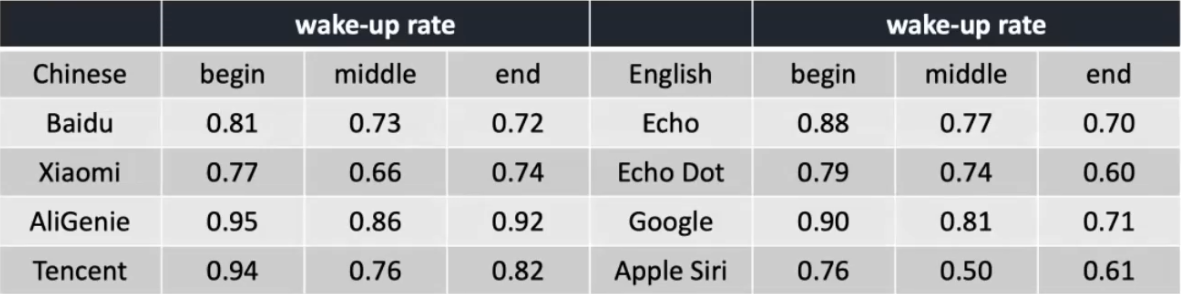 wake-up rate wake-up rate
Chinese begin middle end English begin middle end
Baidu 0.81 0.73 0.72 Echo 0.88 0.77 0.70
Xiaomi 0.77 0.66 0.74 Echo Dot 0.79 0.74 0.60
AliGenie 0.95 0.86 0.92 Google 0.90 0.81 0.71
Tencent 0.94 0.76 0.82 Apple Siri 0.76 0.50 0.61